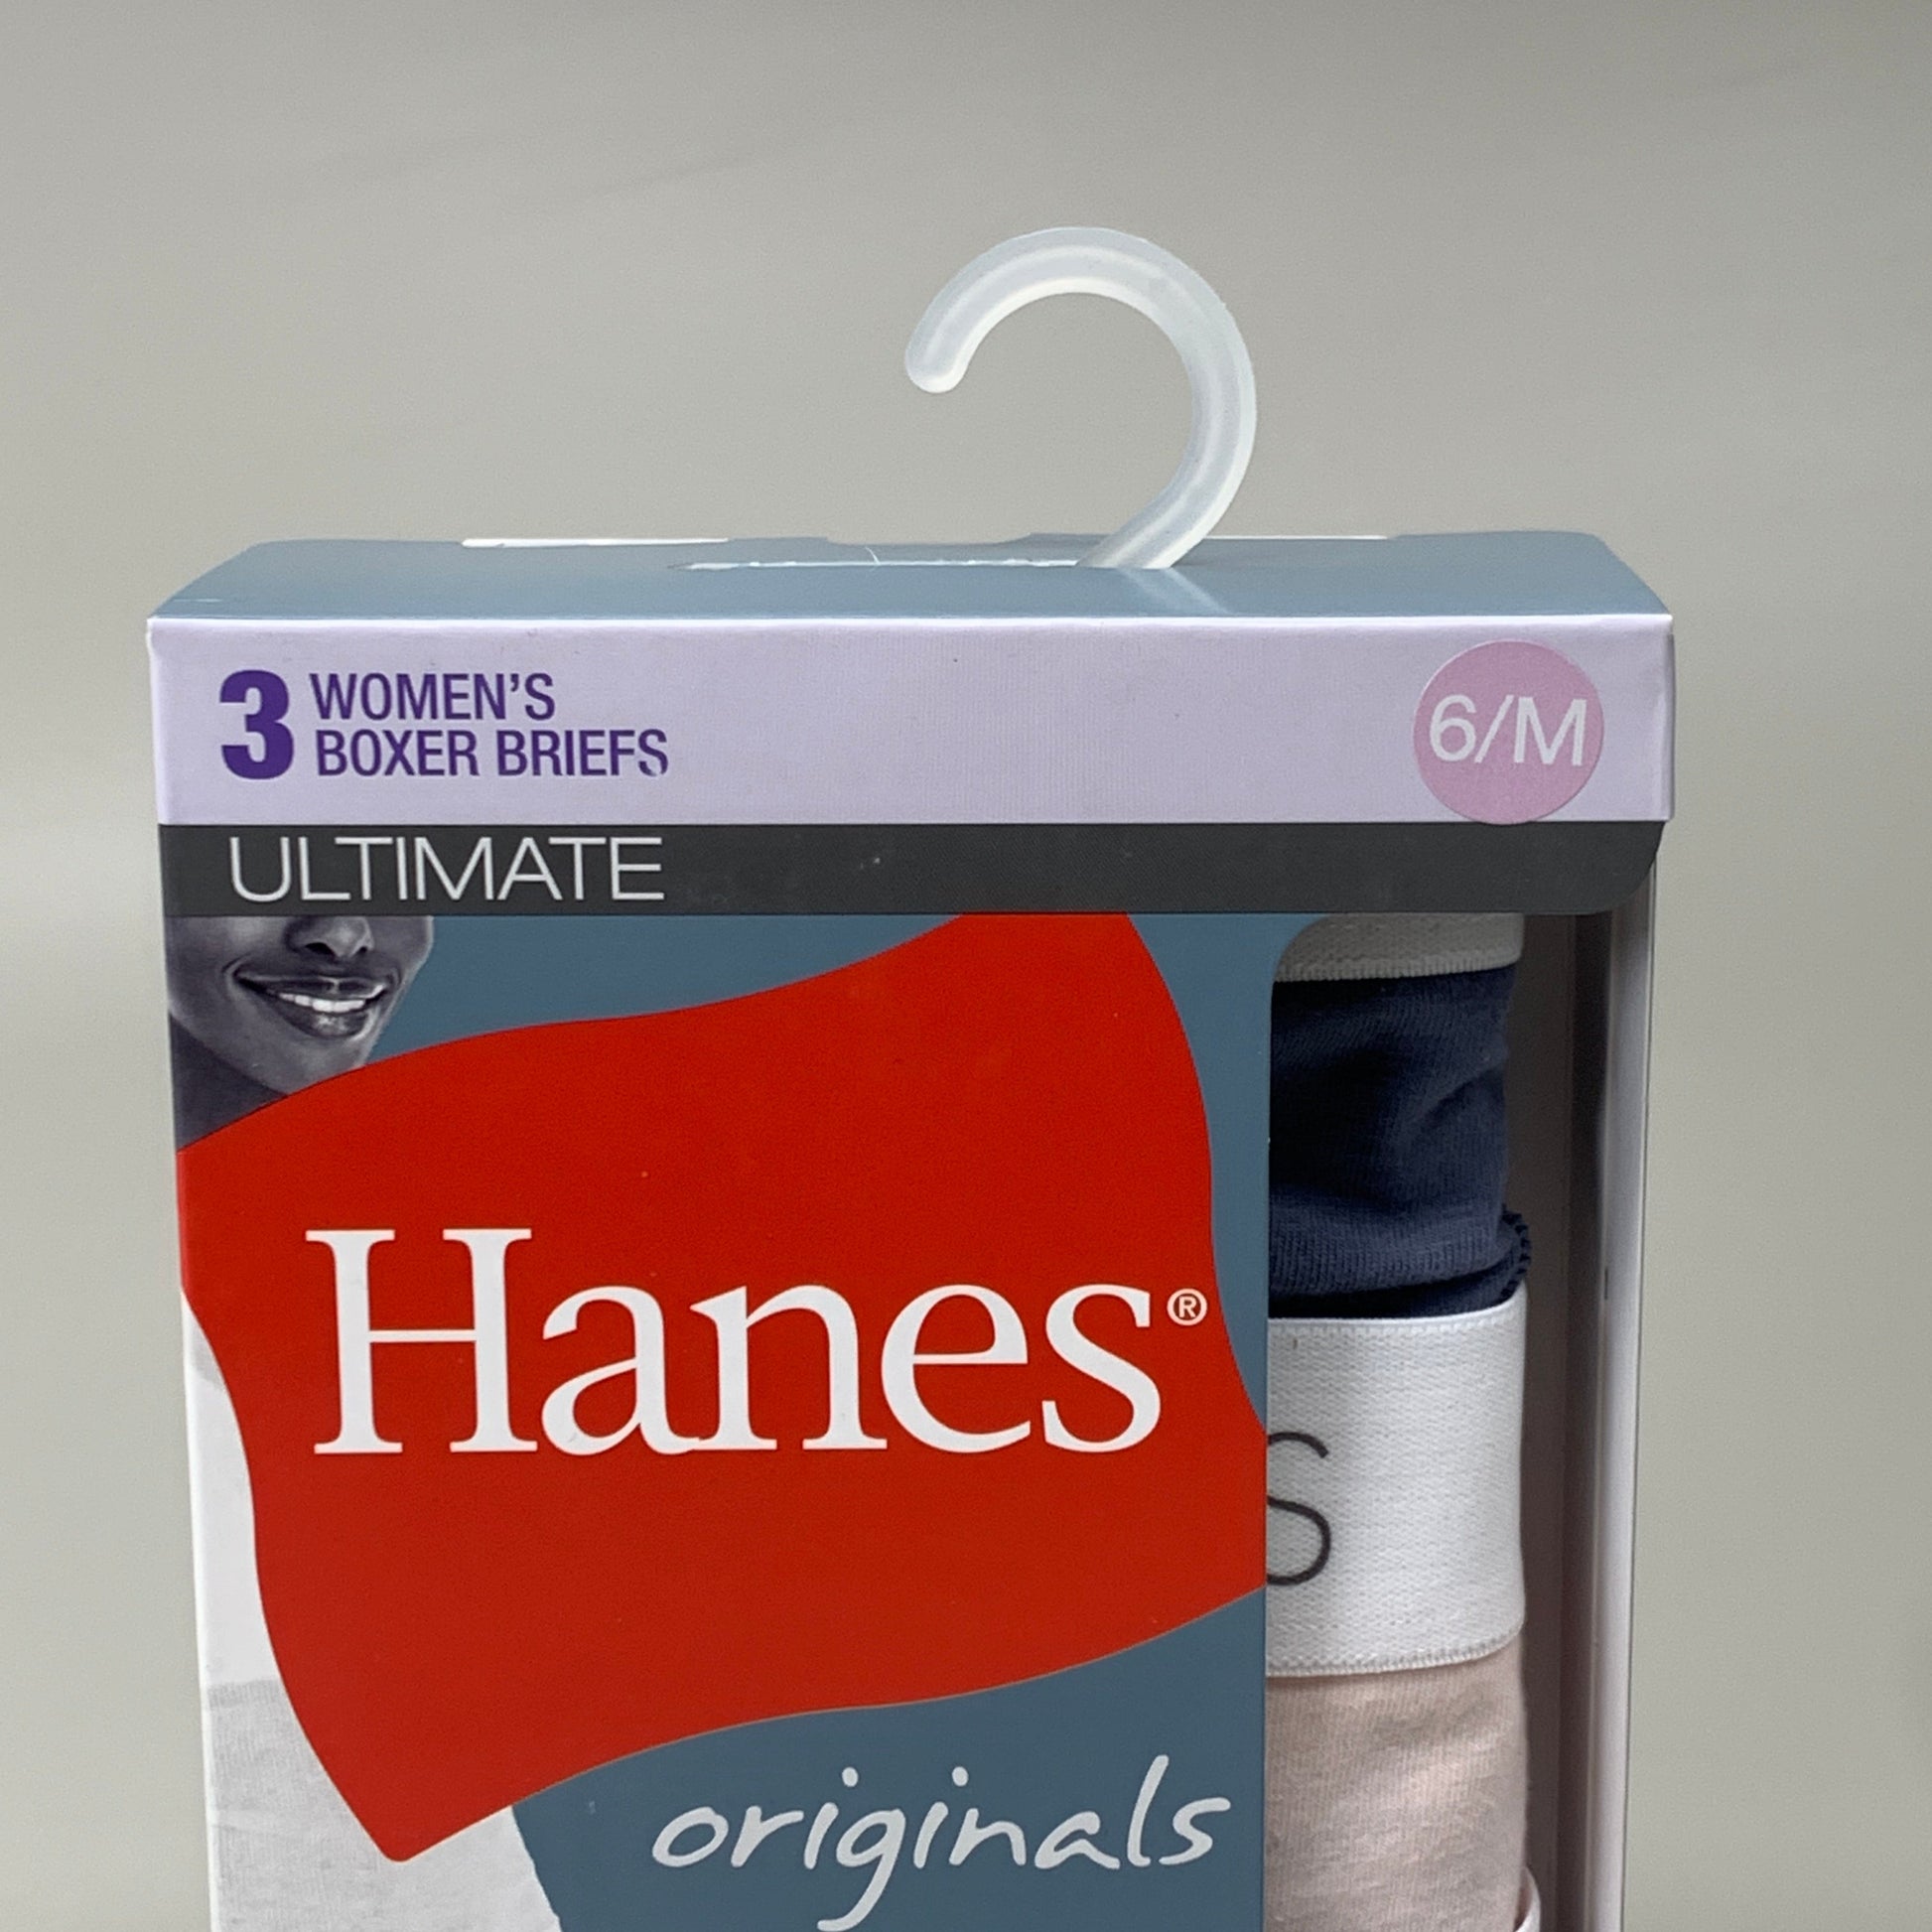 3 WOMEN'S
BOXER BRIEFS
6/M
ULTIMATE
Hanes®
S
originals